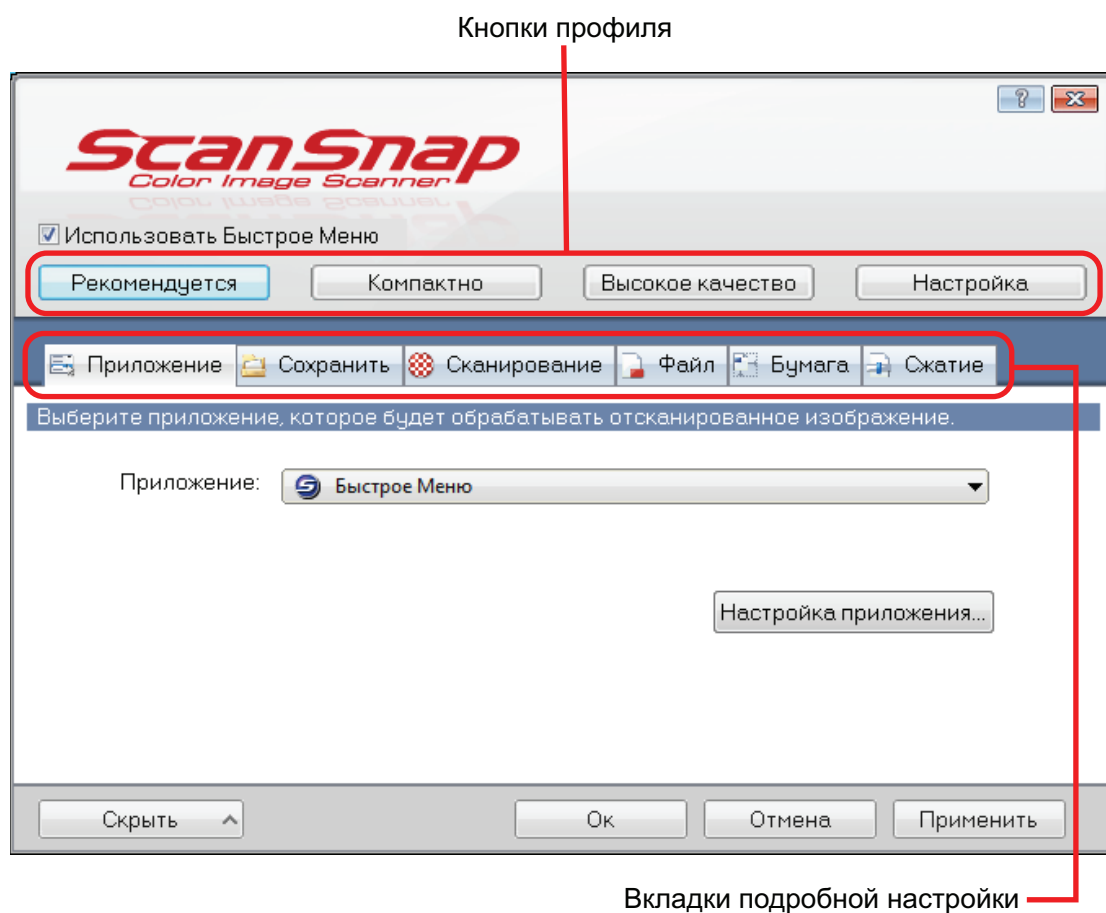 Кнопки профиля
ScanSnap
Color Image Scanner
Использовать Быстрое Меню
Рекомендуется Компактно Высокое качество Настройка
Приложение Сохранить Сканирование Файл Бумага Сжатие
Выберите приложение, которое будет обрабатывать отсканированное изображение.
Приложение: Быстрое Меню
Настройка приложения...
Скрыть Ок Отмена Применить
Вкладки подробной настройки